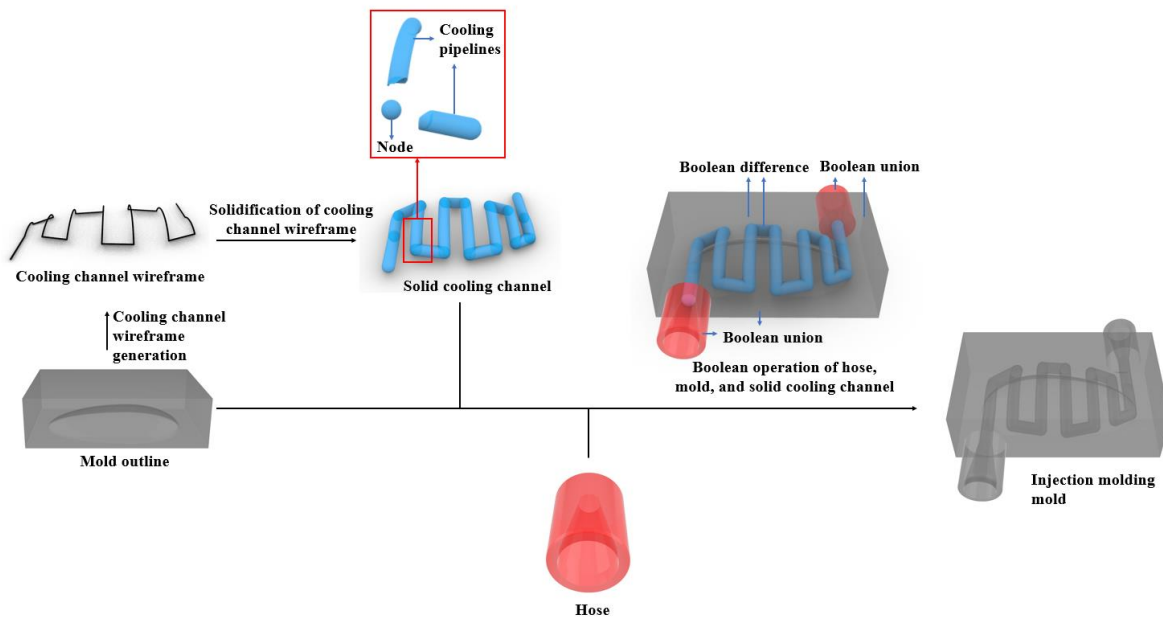 Cooling
pipelines
Node
Boolean difference
Boolean union
Solidification of cooling
channel wireframe
Cooling channel wireframe
Solid cooling channel
Cooling channel
wireframe
generation
Boolean union
Boolean operation of hose,
mold, and solid cooling channel
Mold outline
Injection molding
mold
Hose